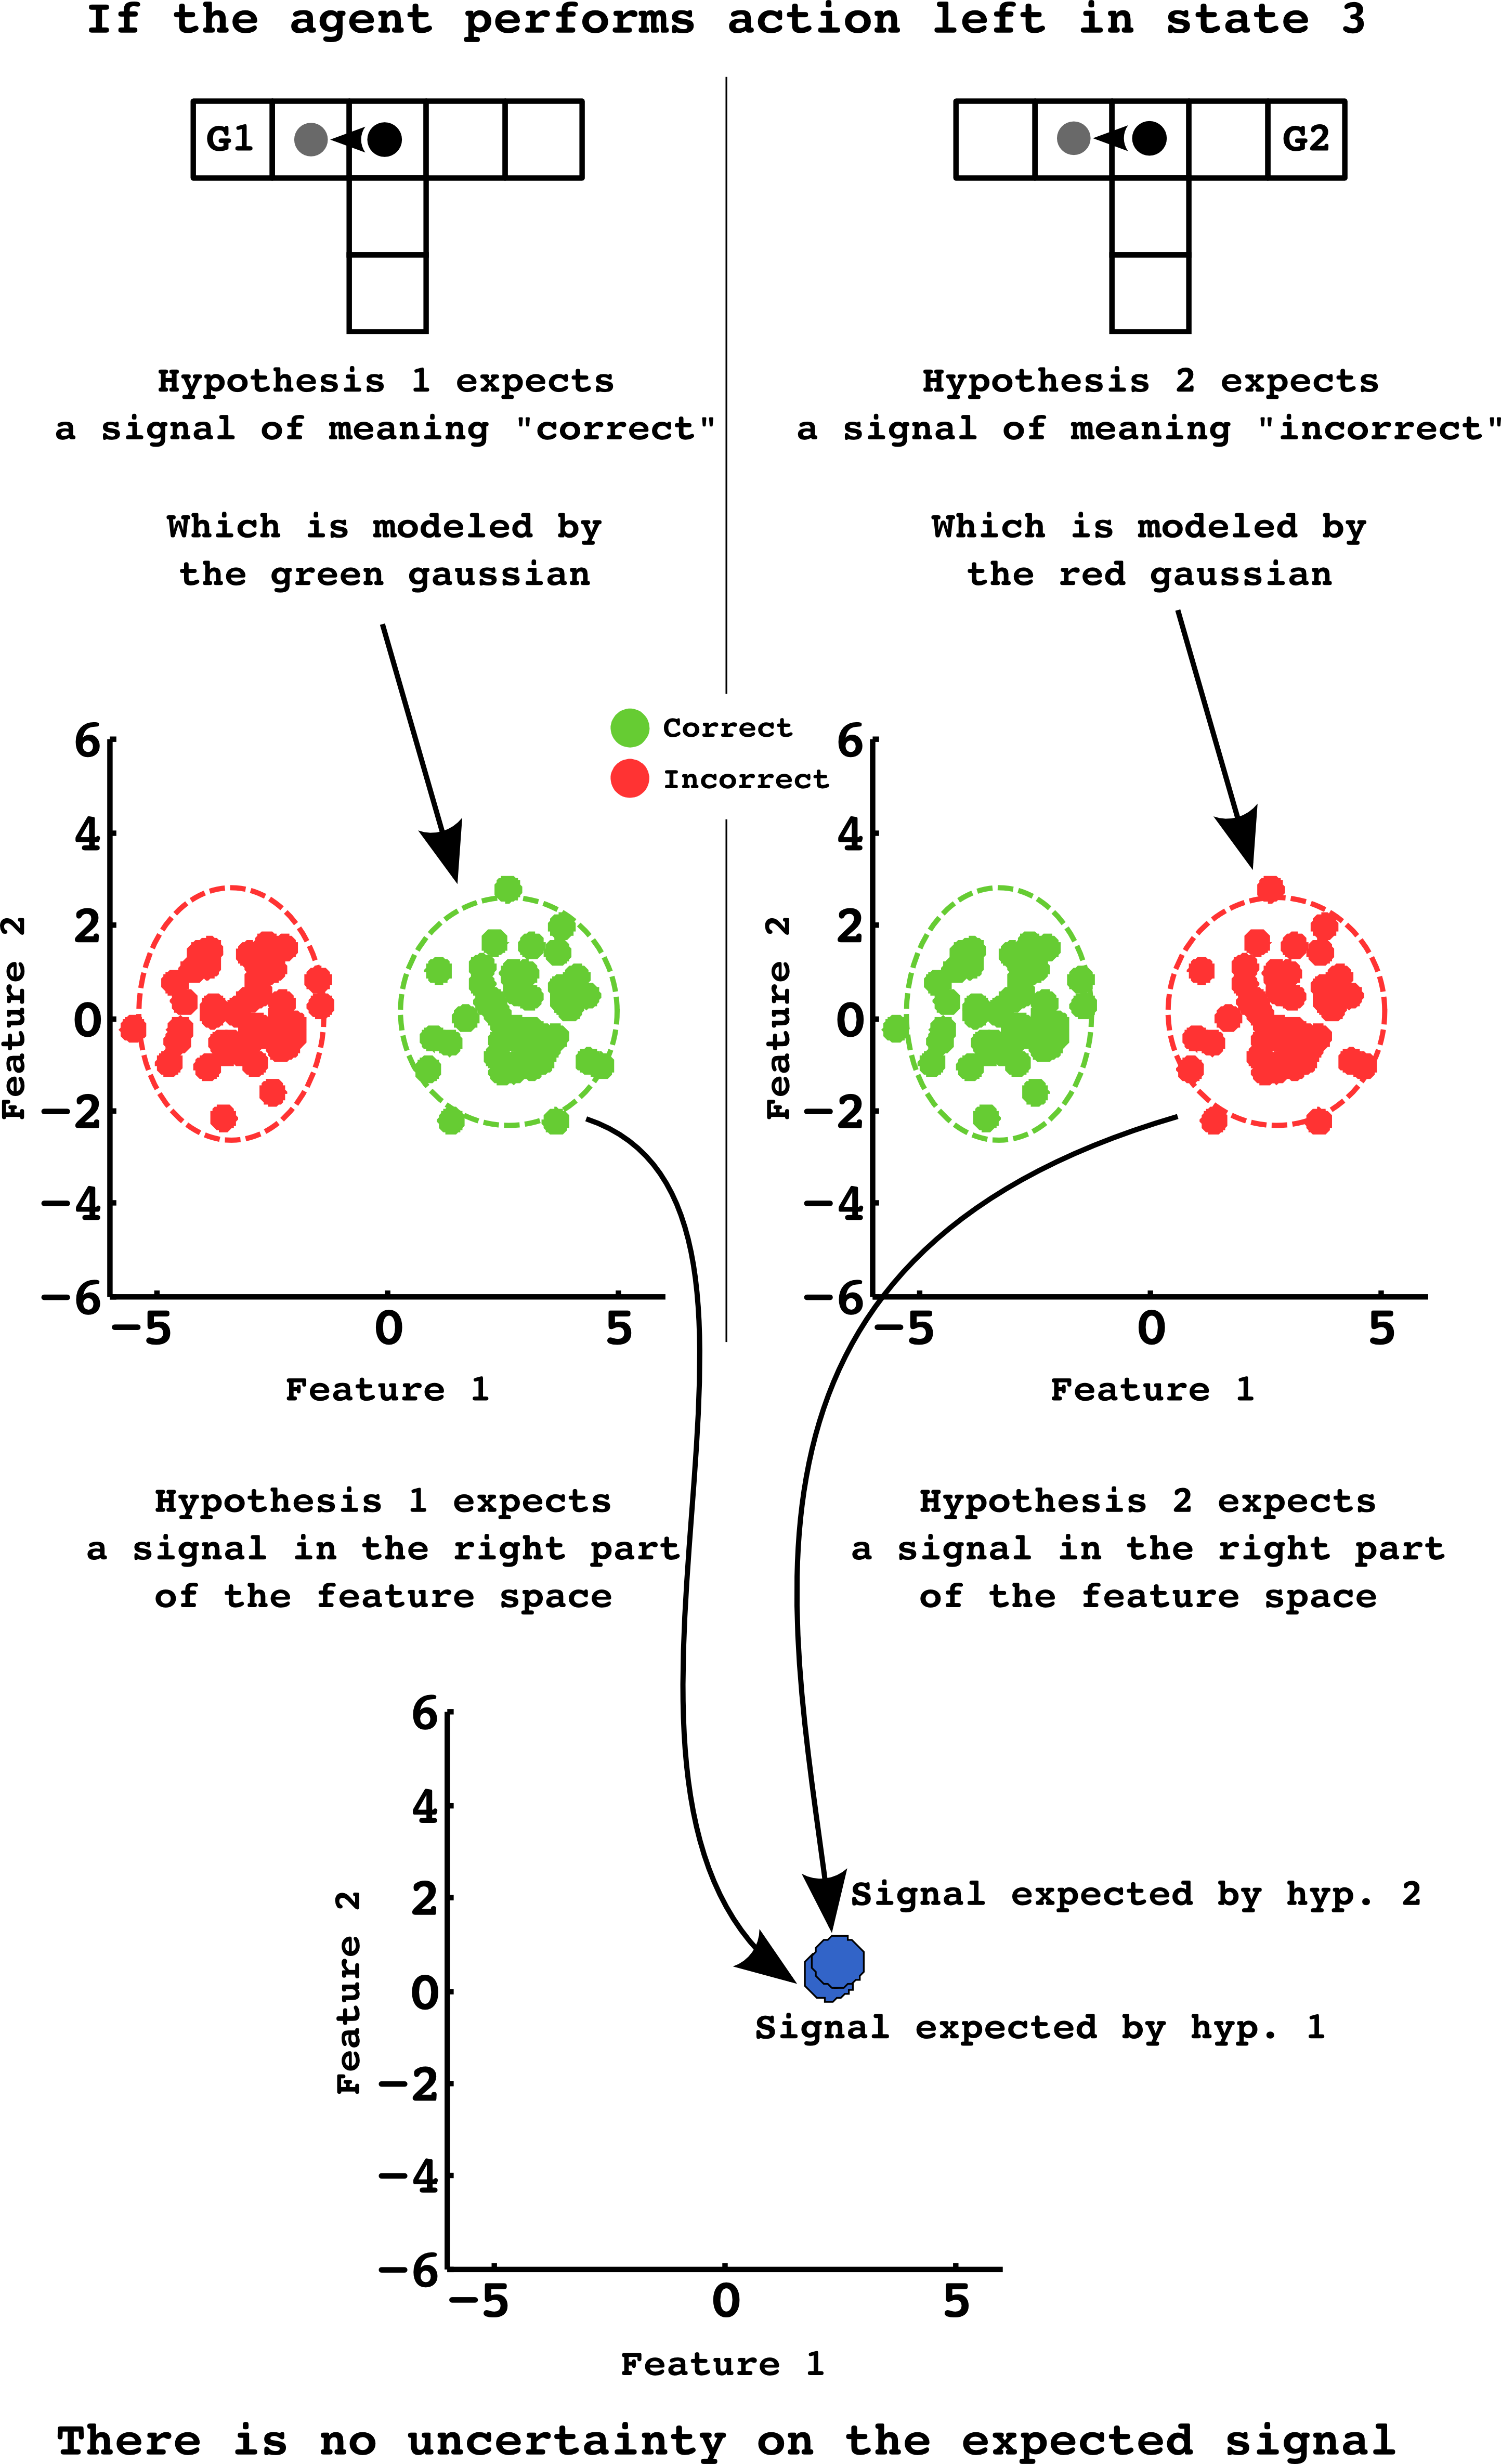 If the agent performs action left in state 3
G1
G2
Hypothesis 1 expects
a signal of meaning "correct"
Hypothesis 2 expects
a signal of meaning "incorrect"
Which is modeled by
the green gaussian
Which is modeled by
the red gaussian
Correct
Incorrect
6
4
2
0
−2
−4
−6
Feature 2
−5 0 5
Feature 1
6
4
2
0
−2
−4
−6
Feature 2
−5 0 5
Feature 1
Hypothesis 1 expects
a signal in the right part
of the feature space
Hypothesis 2 expects
a signal in the right part
of the feature space
6
4
2
0
−2
−4
−6
Feature 2
Signal expected by hyp. 2
Signal expected by hyp. 1
−5 0 5
Feature 1
There is no uncertainty on the expected signal